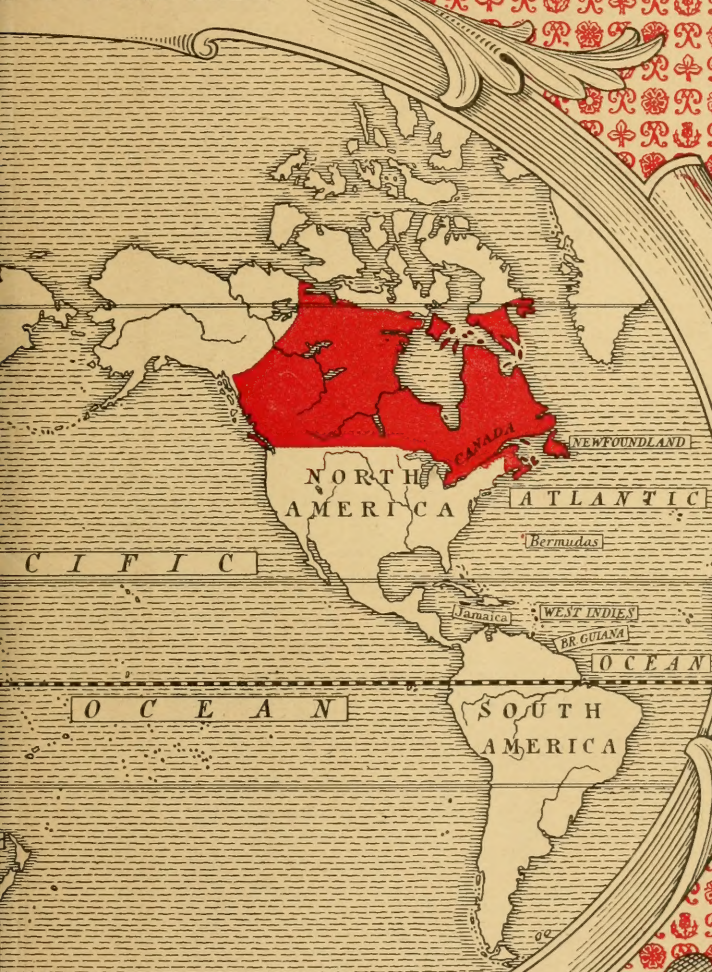 CANADA
NEWFOUNDLAND
NORTH
AMERICA
ATLANTIC
Bermudas
CIFIC
Jamaica
WEST INDIES
BR. GUIANA
OCEAN
OCEAN
SOUTH
AMERICA